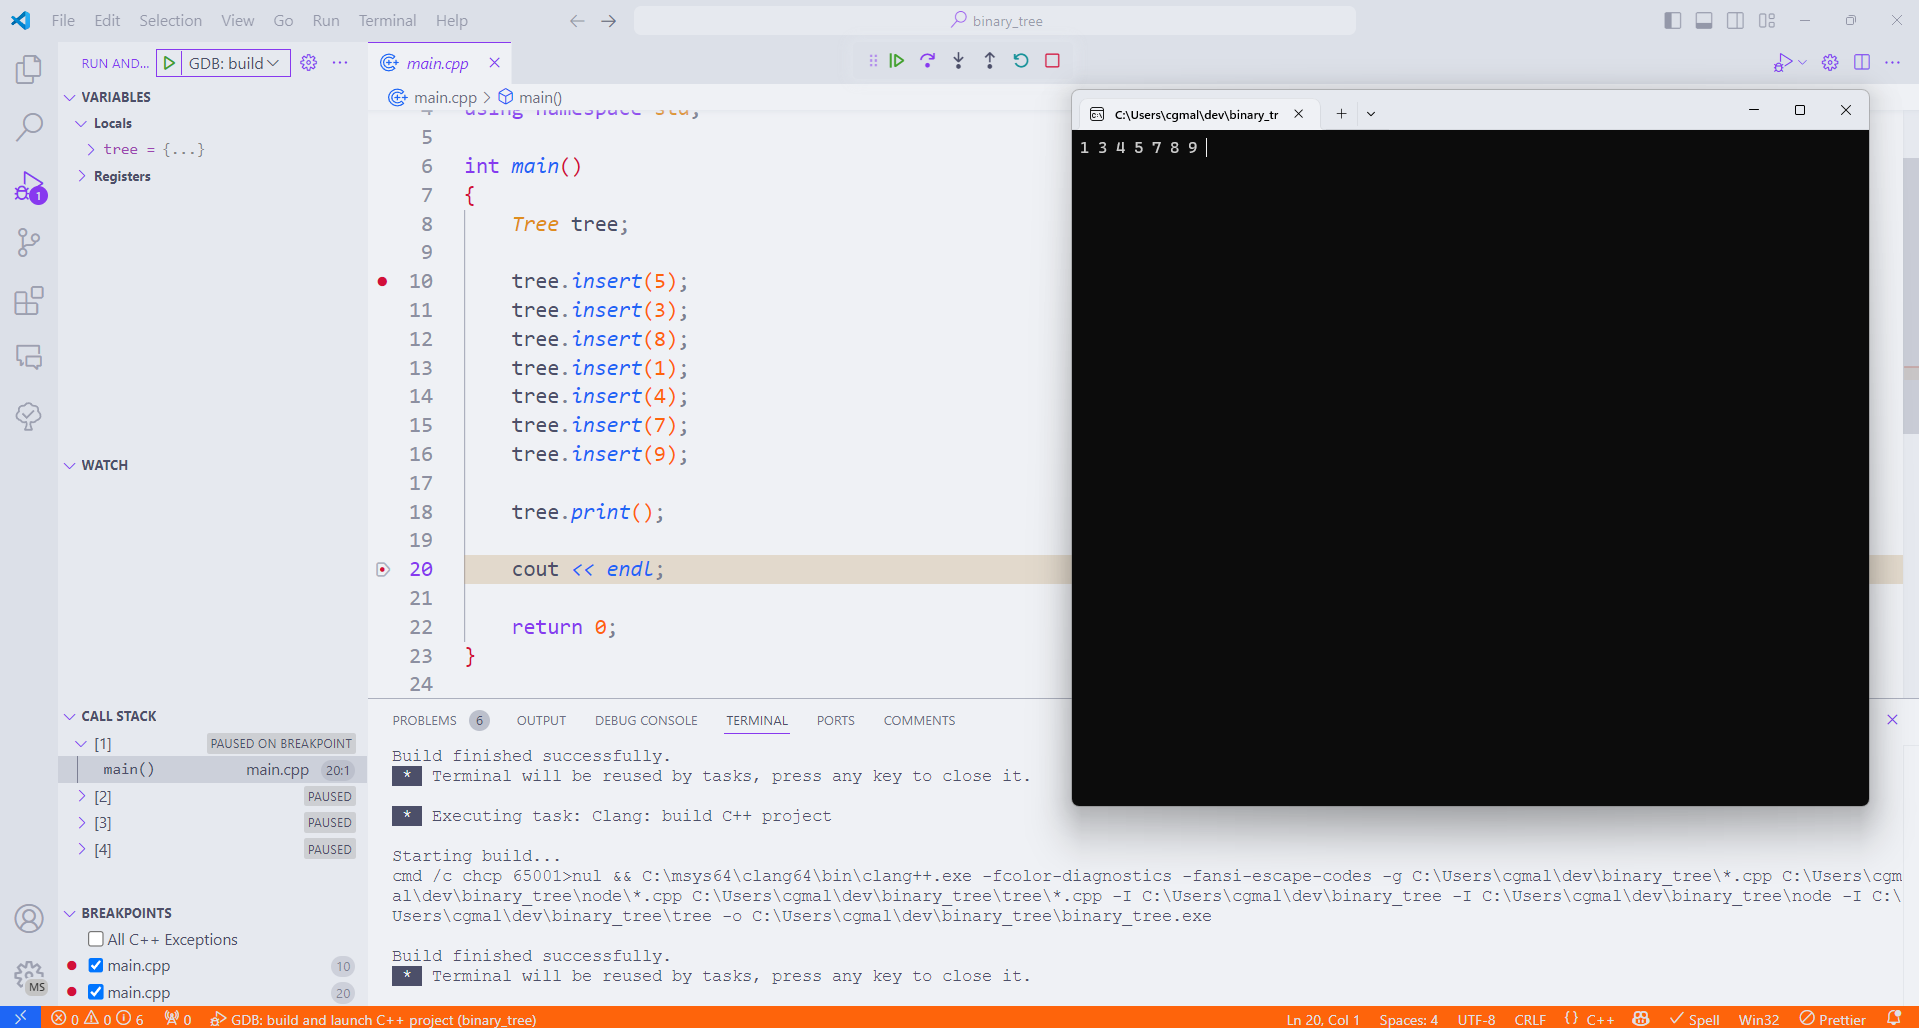 File Edit Selection View Go Run Terminal Help
binary_tree
RUN AND... GDB: build
main.cpp
VARIABLES
Locals
tree = {...}
Registers
WATCH
CALL STACK
[1] PAUSED ON BREAKPOINT
main() main.cpp 20:1
[2] PAUSED
[3] PAUSED
[4] PAUSED
BREAKPOINTS
All C++ Exceptions
main.cpp 10
main.cpp 20
1
MS
main.cpp > main()
4 using namespace std;
5
6 int main()
7 {
8 Tree tree;
9
10 tree.insert(5);
11 tree.insert(3);
12 tree.insert(8);
13 tree.insert(1);
14 tree.insert(4);
15 tree.insert(7);
16 tree.insert(9);
17
18 tree.print();
19
20 cout << endl;
21
22 return 0;
23 }
24
C:\Users\cgmal\dev\binary_tr
1 3 4 5 7 8 9
PROBLEMS 6 OUTPUT DEBUG CONSOLE TERMINAL PORTS COMMENTS
Build finished successfully.
* Terminal will be reused by tasks, press any key to close it.
* Executing task: Clang: build C++ project
Starting build...
cmd /c chcp 65001>nul && C:\msys64\clang64\bin\clang++.exe -fcolor-diagnostics -fansi-escape-codes -g C:\Users\cgmal\dev\binary_tree\*.cpp C:\Users\cgm
al\dev\binary_tree\node\*.cpp C:\Users\cgmal\dev\binary_tree\tree\*.cpp -I C:\Users\cgmal\dev\binary_tree -I C:\Users\cgmal\dev\binary_tree\node -I C:\
Users\cgmal\dev\binary_tree\tree -o C:\Users\cgmal\dev\binary_tree\binary_tree.exe
Build finished successfully.
* Terminal will be reused by tasks, press any key to close it.
0 0 6 0 GDB: build and launch C++ project (binary_tree) Ln 20, Col 1 Spaces: 4 UTF-8 CRLF {} C++ Spell Win32 Prettier